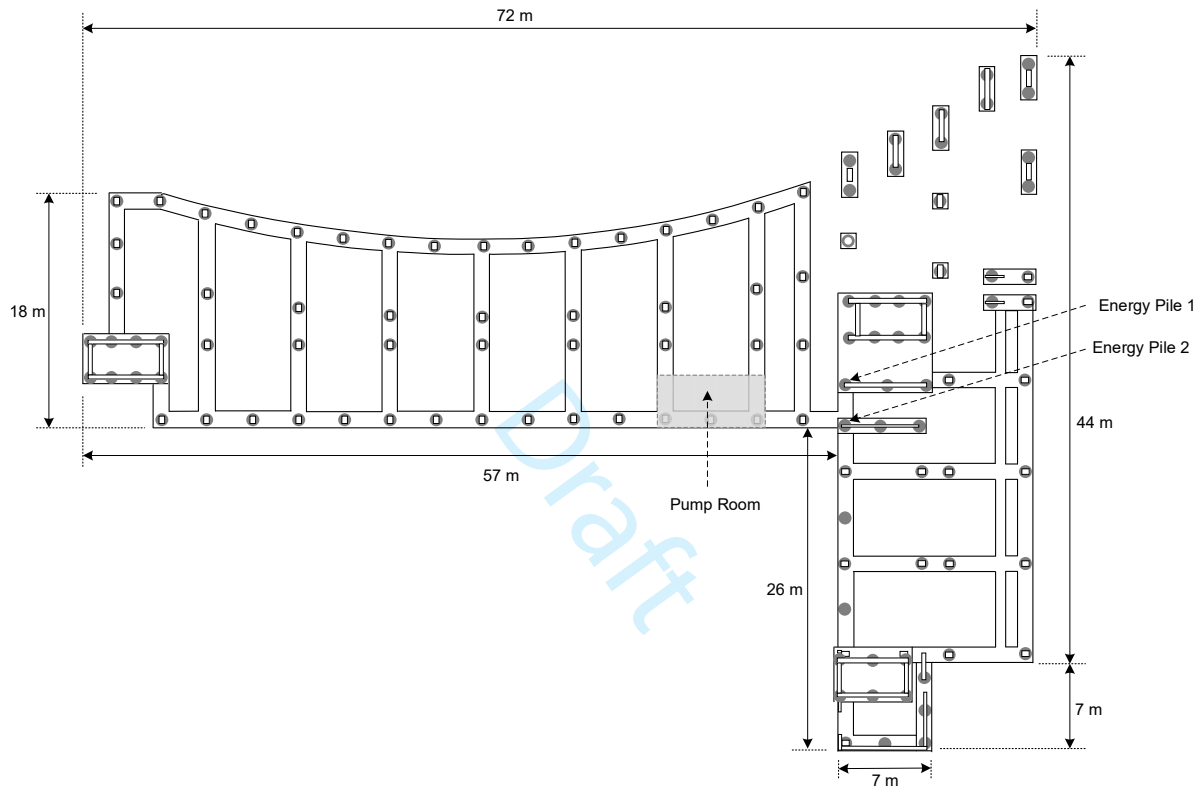 72 m
Energy Pile 1
18 m
Energy Pile 2
44 m
57 m
Pump Room
Draft
26 m
7 m
7 m